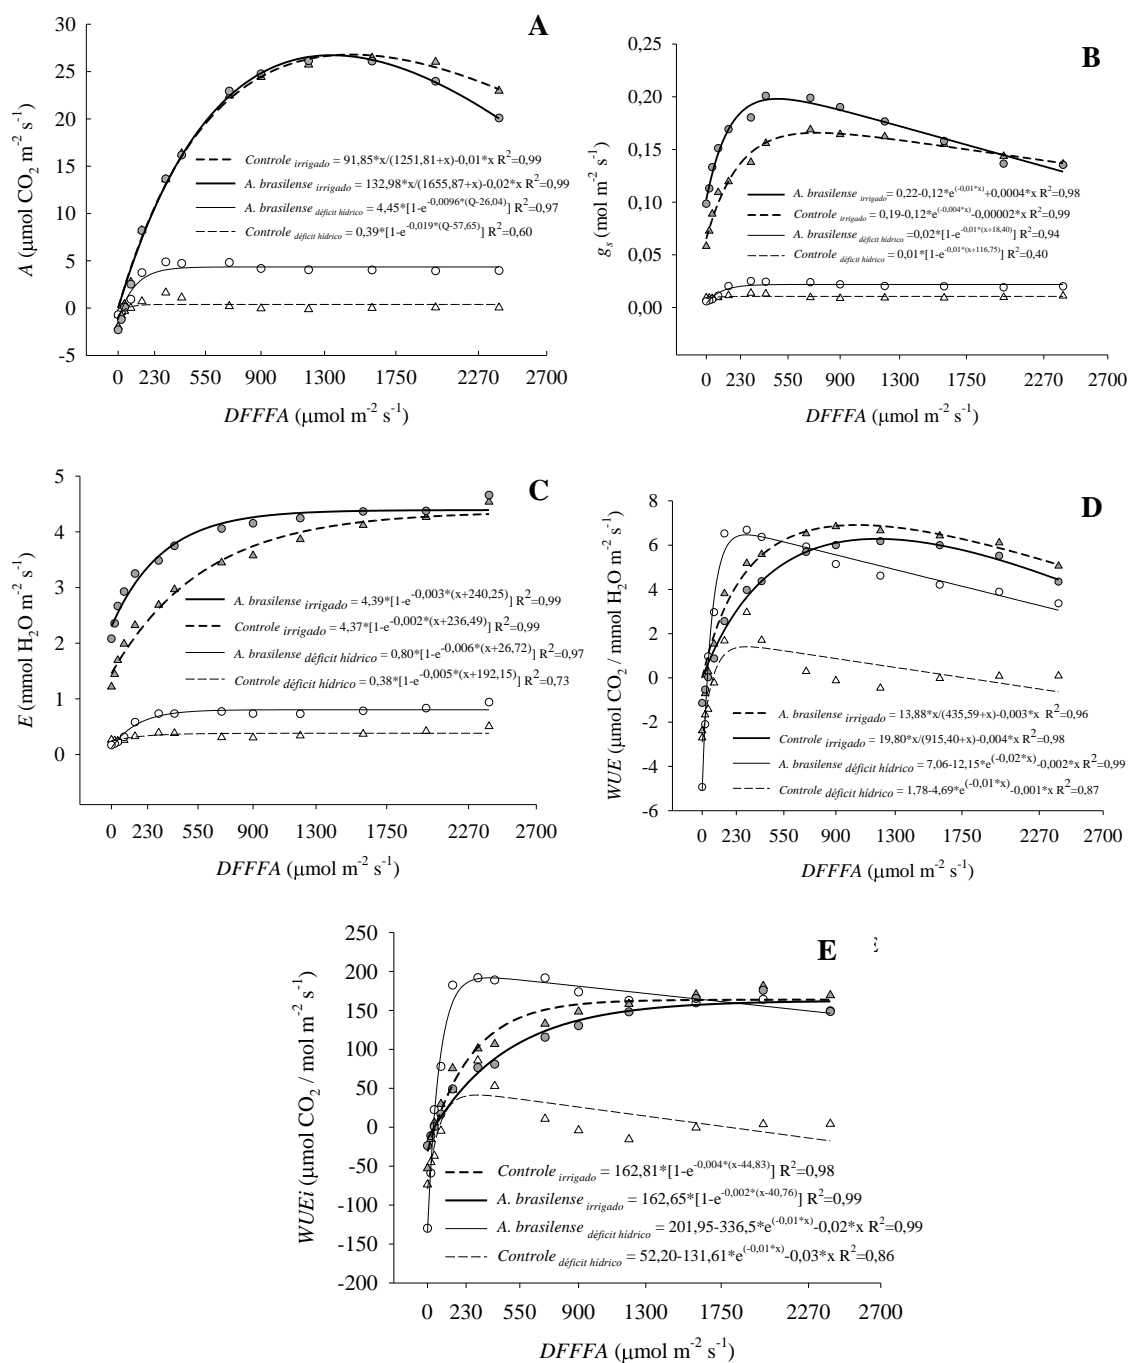 A
30
25
20
15
10
5
0
-5
A (μmol CO2 m-2 s-1)
Controle irrigado = 91,85*x/(1251,81+x)-0,01*x R2=0,99
A. brasilense irrigado = 132,98*x/(1655,87+x)-0,02*x R2=0,99
A. brasilense déficit hídrico = 4,45*[1-e-0,0096*(Q-26,04)] R2=0,97
Controle déficit hídrico = 0,39*[1-e-0,019*(Q-57,65)] R2=0,60
0 230 550 900 1300 1750 2270 2700
DFFFA (μmol m-2 s-1)
B
0,25
0,20
0,15
0,10
0,05
0,00
gs (mol m-2 s-1)
A. brasilense irrigado= 0,22-0,12*e(-0,01*x)+0,0004*x R2=0,98
Controle irrigado = 0,19-0,12*e(-0,004*x)-0,00002*x R2=0,99
A. brasilense déficit hídrico =0,02*[1-e-0,01*(x+18,40)] R2=0,94
Controle déficit hídrico = 0,01*[1-e-0,01*(x+116,75)] R2=0,40
0 230 550 900 1300 1750 2270 2700
DFFFA (μmol m-2 s-1)
C
5
4
3
2
1
0
E (mmol H2O m-2 s-1)
A. brasilense irrigado = 4,39*[1-e-0,003*(x+240,25)] R2=0,99
Controle irrigado = 4,37*[1-e-0,002*(x+236,49)] R2=0,99
A. brasilense déficit hídrico = 0,80*[1-e-0,006*(x+26,72)] R2=0,97
Controle déficit hídrico = 0,38*[1-e-0,005*(x+192,15)] R2=0,73
0 230 550 900 1300 1750 2270 2700
DFFFA (μmol m-2 s-1)
D
8
6
4
2
0
-2
-4
-6
WUE (μmol CO2 / mmol H2O m-2 s-1)
A. brasilense irrigado = 13,88*x/(435,59+x)-0,003*x R2=0,96
Controle irrigado = 19,80*x/(915,40+x)-0,004*x R2=0,98
A. brasilense déficit hídrico = 7,06-12,15*e(-0,02*x)-0,002*x R2=0,99
Controle déficit hídrico = 1,78-4,69*e(-0,01*x)-0,001*x R2=0,87
0 230 550 900 1300 1750 2270 2700
DFFFA (μmol m-2 s-1)
E
250
200
150
100
50
0
-50
-100
-150
-200
WUEi (μmol CO2 / mol m-2 s-1)
Controle irrigado = 162,81*[1-e-0,004*(x-44,83)] R2=0,98
A. brasilense irrigado = 162,65*[1-e-0,002*(x-40,76)] R2=0,99
A. brasilense déficit hídrico = 201,95-336,5*e(-0,01*x)-0,02*x R2=0,99
Controle déficit hídrico = 52,20-131,61*e(-0,01*x)-0,03*x R2=0,86
0 230 550 900 1300 1750 2270 2700
DFFFA (μmol m-2 s-1)